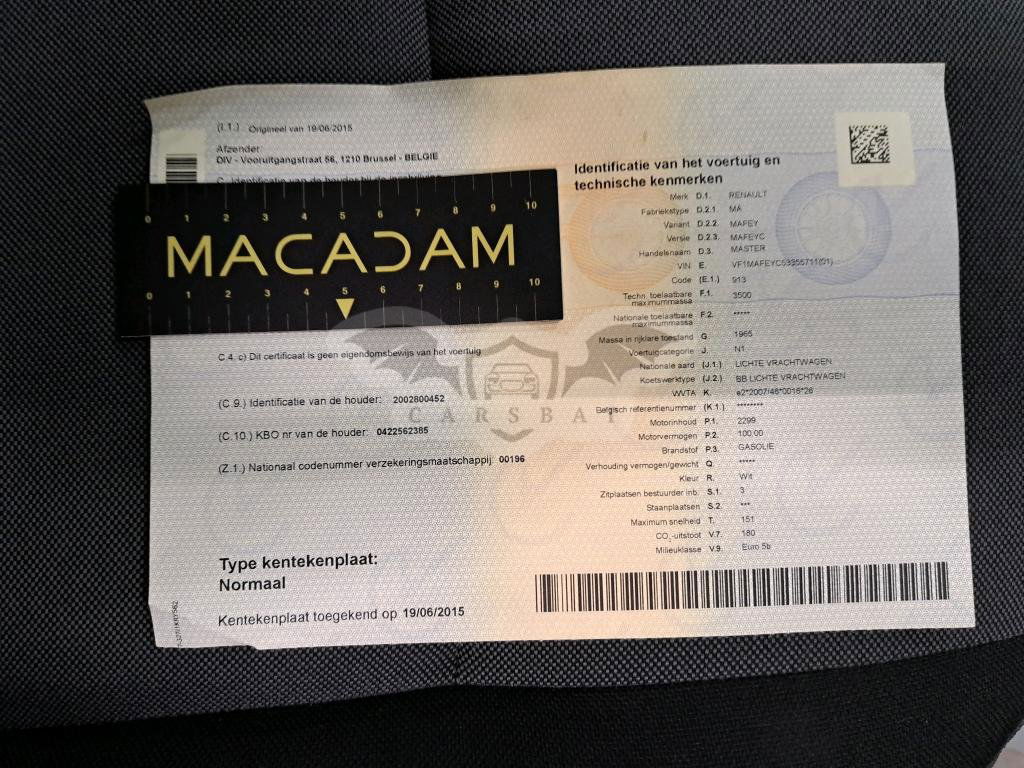 (I.1.) Origineel van 19/06/2015
Afzender:
DIV - Vooruitgangstraat 56, 1210 Brussel - BELGIE
0 1 2 3 4 5 6 7 8 9 10
MACADAM
0 1 2 3 4 5 6 7 8 9 10
C.4. c) Dit certificaat is geen eigendomsbewijs van het voertuig
(C.9.) Identificatie van de houder: 2002800452
(C.10.) KBO nr van de houder: 0422562385
(Z.1.) Nationaal codenummer verzekeringsmaatschappij: 00196
Type kentekenplaat:
Normaal
Kentekenplaat toegekend op 19/06/2015
Identificatie van het voertuig en
technische kenmerken
Merk D.1. RENAULT
Fabriekstype D.2.1. MA
Variant D.2.2. MAFEY
Versie D.2.3. MAFEYC
Handelsnaam D.3. MASTER
VIN E.
Code (E.1.) 913
Techn. toelaatbare maximummassa F.1. 3500
Nationale toelaatbare maximummassa F.2. *****
Massa in rijklare toestand G. 1965
Voertuigcategorie J. N1
Nationale aard (J.1.) LICHTE VRACHTWAGEN
Koetswerktype (J.2.) BB LICHTE VRACHTWAGEN
WVTA K. e2*2007/46*0016*26
Belgisch referentienummer (K.1.) ********
Motorinhoud P.1. 2299
Motorvermogen P.2. 100.00
Brandstof P.3. GASOLIE
Verhouding vermogen/gewicht Q. *****
Kleur R. Wit
Zitplaatsen bestuurder inb. S.1. 3
Staanplaatsen S.2. ***
Maximum snelheid T. 151
CO2-uitstoot V.7. 180
Milieuklasse V.9. Euro 5b
CARSBAT